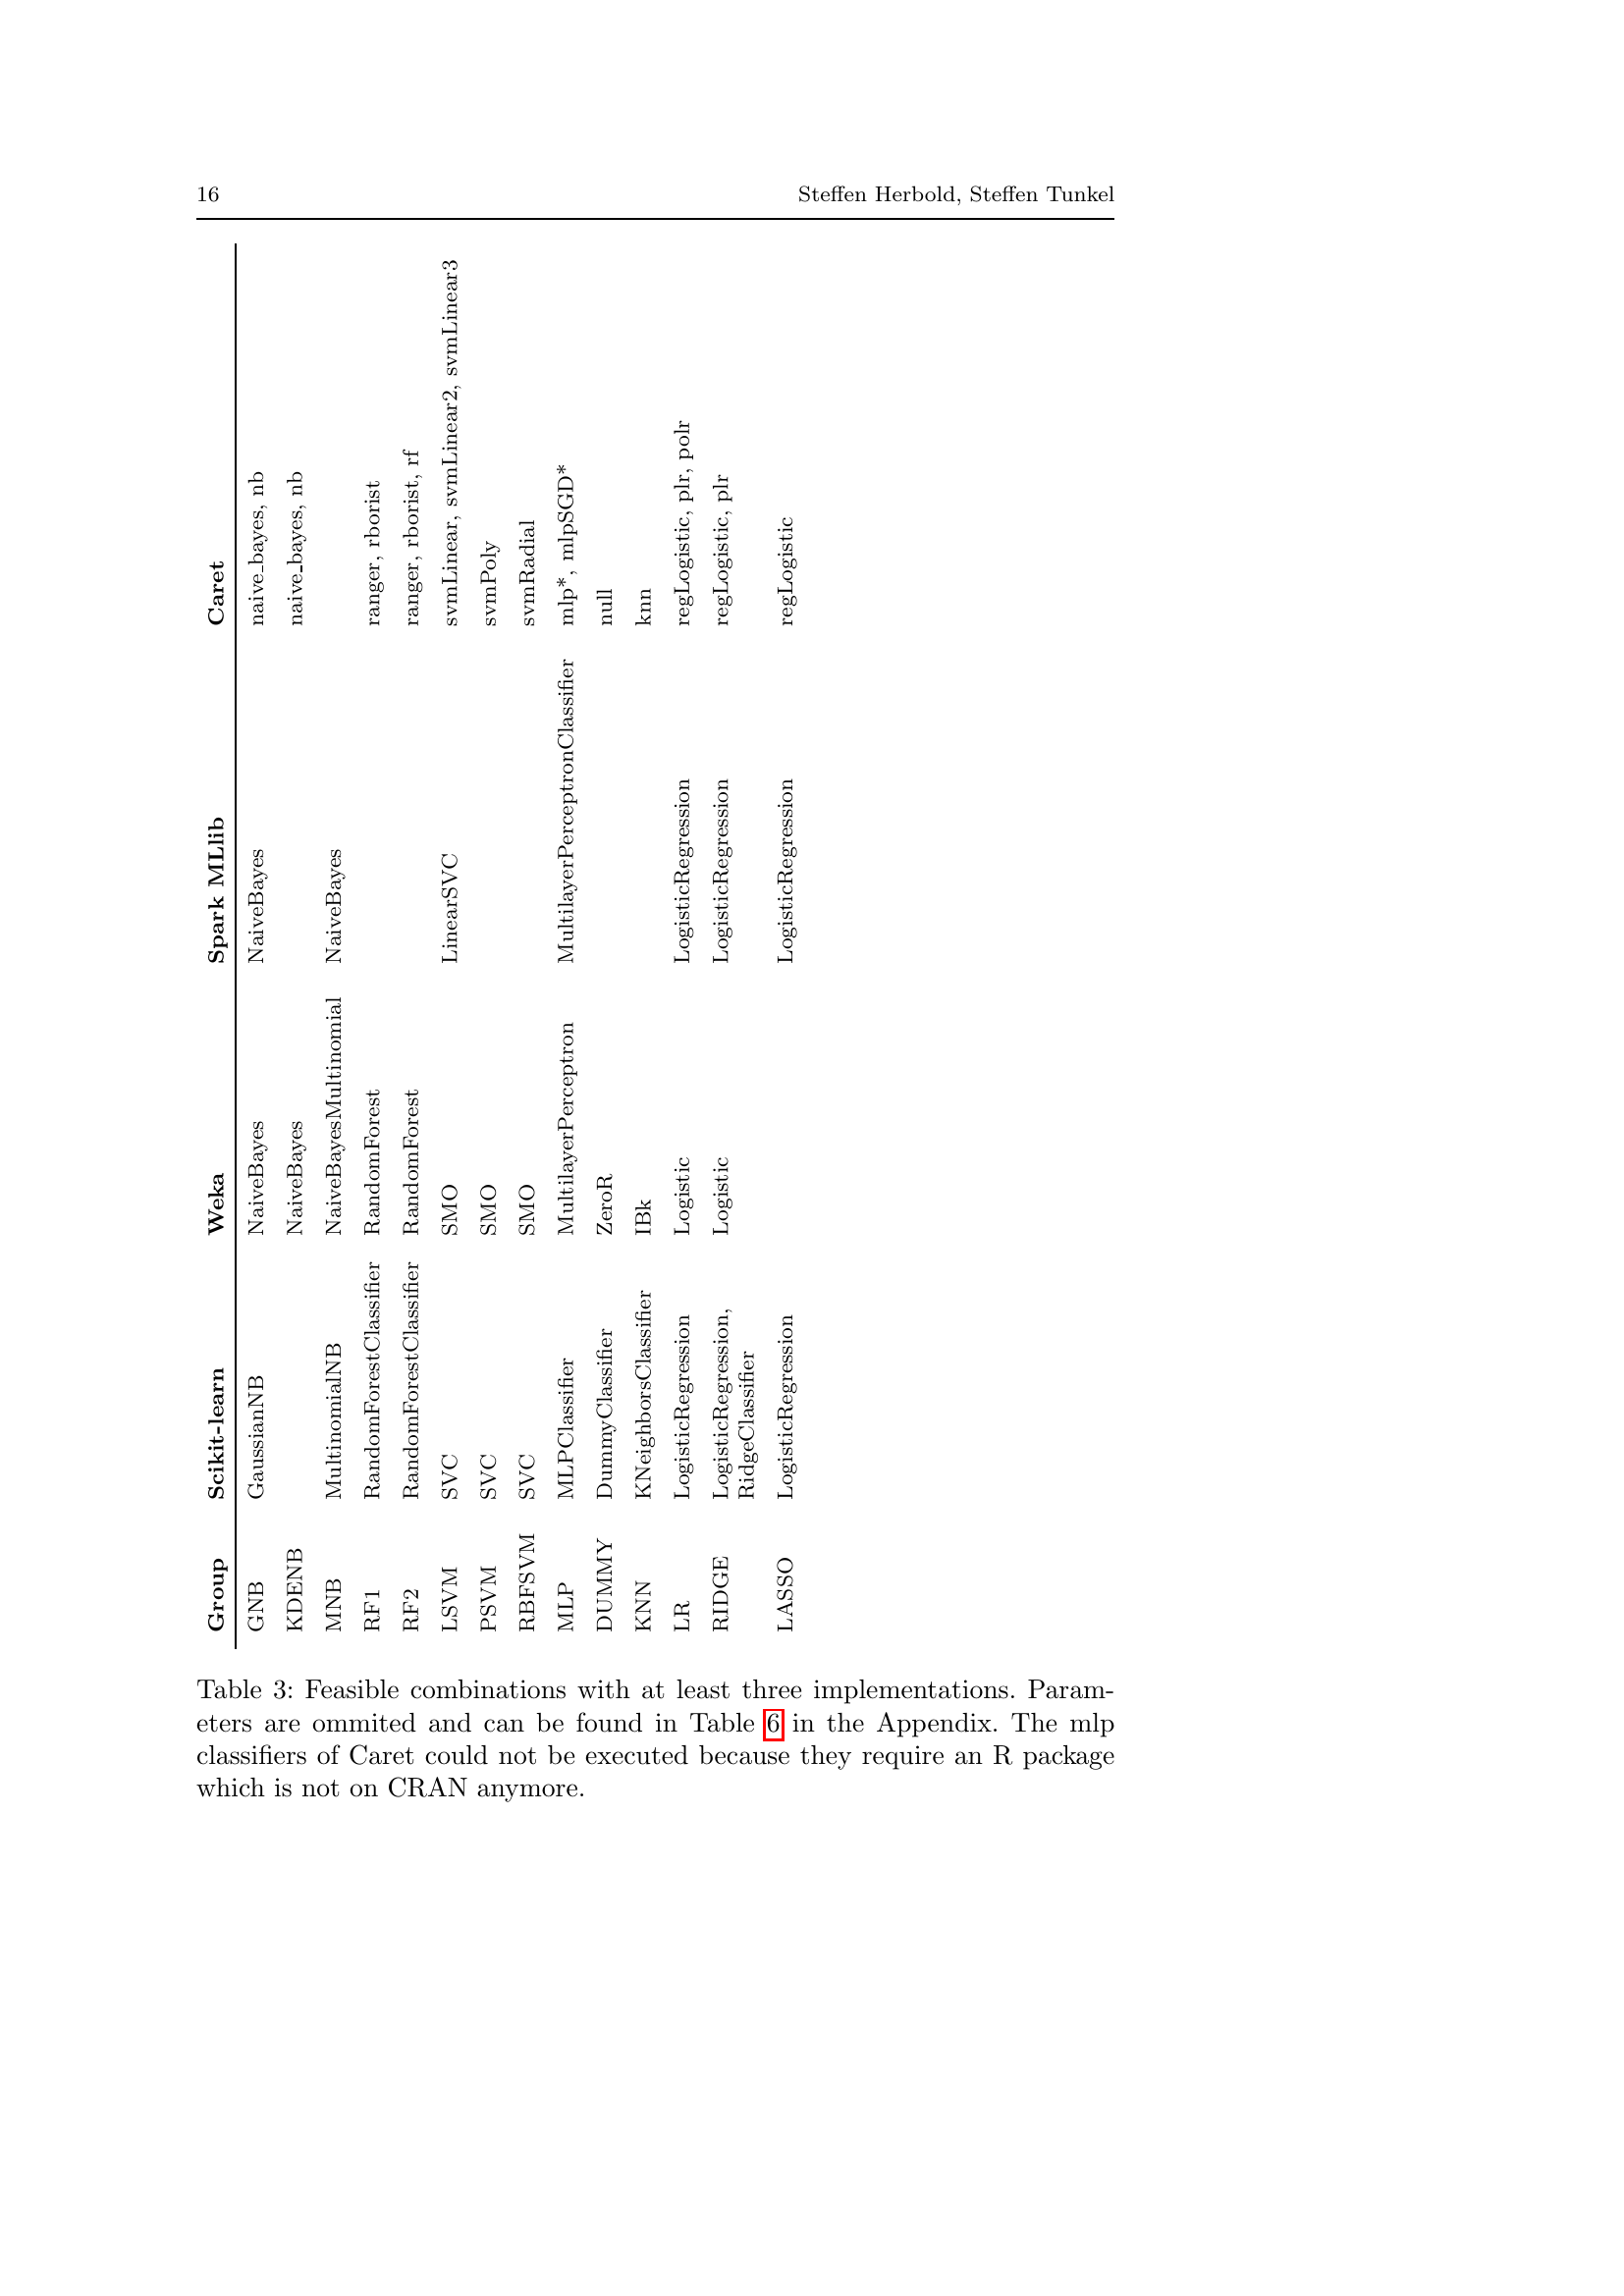 16 Steffen Herbold, Steffen Tunkel
Group Scikit-learn Weka Spark MLlib Caret
GNB GaussianNB NaiveBayes NaiveBayes naive_bayes, nb
KDENB NaiveBayes naive_bayes, nb
MNB MultinomialNB NaiveBayesMultinomial NaiveBayes
RF1 RandomForestClassifier RandomForest ranger, rborist
RF2 RandomForestClassifier RandomForest ranger, rborist, rf
LSVM SVC SMO LinearSVC svmLinear, svmLinear2, svmLinear3
PSVM SVC SMO svmPoly
RBFSVM SVC SMO svmRadial
MLP MLPClassifier MultilayerPerceptron MultilayerPerceptronClassifier mlp*, mlpSGD*
DUMMY DummyClassifier ZeroR null
KNN KNeighborsClassifier IBk knn
LR LogisticRegression Logistic LogisticRegression regLogistic, plr, polr
RIDGE LogisticRegression, Logistic LogisticRegression regLogistic, plr
RidgeClassifier
LASSO LogisticRegression LogisticRegression regLogistic
Table 3: Feasible combinations with at least three implementations. Param-
eters are ommited and can be found in Table 6 in the Appendix. The mlp
classifiers of Caret could not be executed because they require an R package
which is not on CRAN anymore.